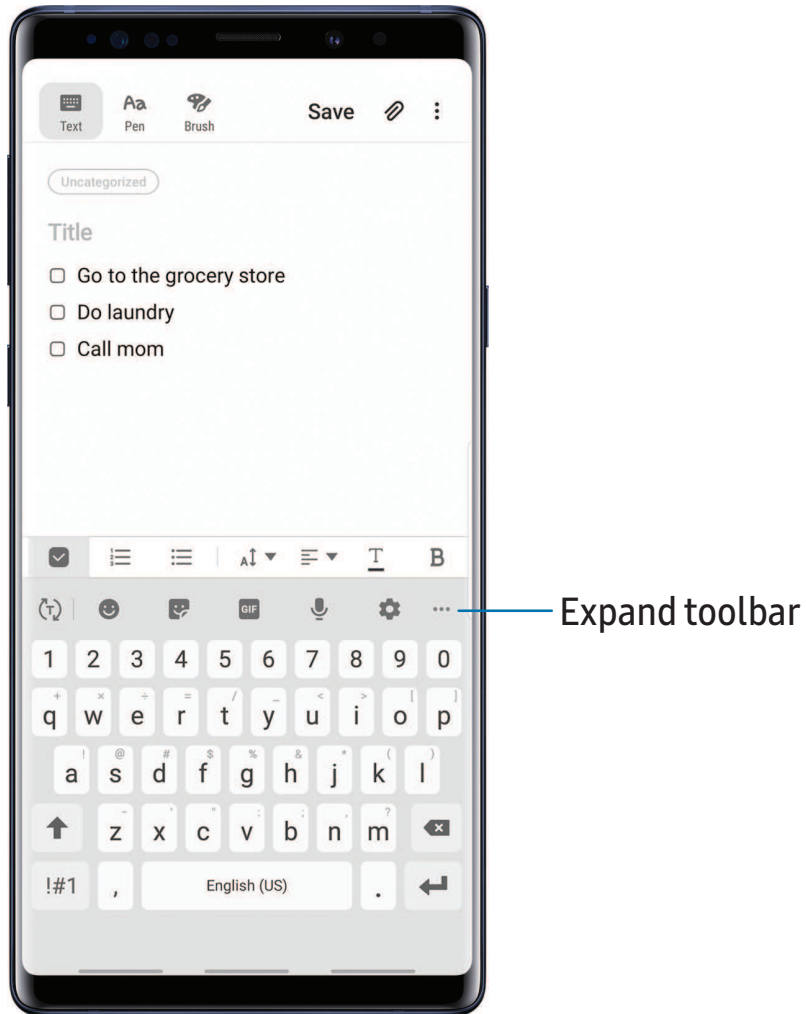 Save
Text
Aa
Pen
Brush
Uncategorized
Title
Go to the grocery store
Do laundry
Call mom
A
T
B
T
GIF
Expand toolbar
1 2 3 4 5 6 7 8 9 0
+ × ÷ = / _ < > [ ]
q w e r t y u i o p
! @ # $ % & * ( )
a s d f g h j k l
- ' " : ; , ?
z x c v b n m
!#1 , English (US) .